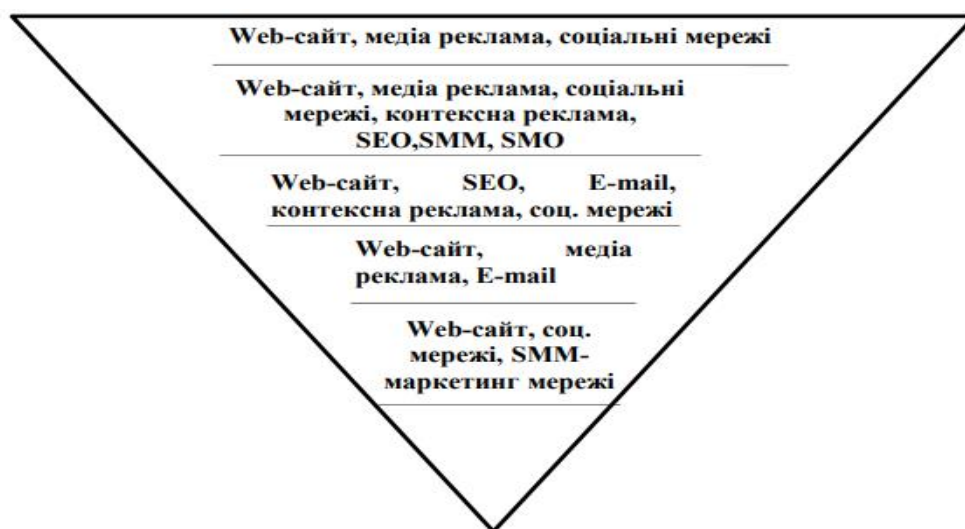 Web-сайт, медіа реклама, соціальні мережі
Web-сайт, медіа реклама, соціальні
мережі, контексна реклама,
SEO,SMM, SMO
Web-сайт, SEO, E-mail,
контексна реклама, соц. мережі
Web-сайт, медіа
реклама, E-mail
Web-сайт, соц.
мережі, SMM-
маркетинг мережі